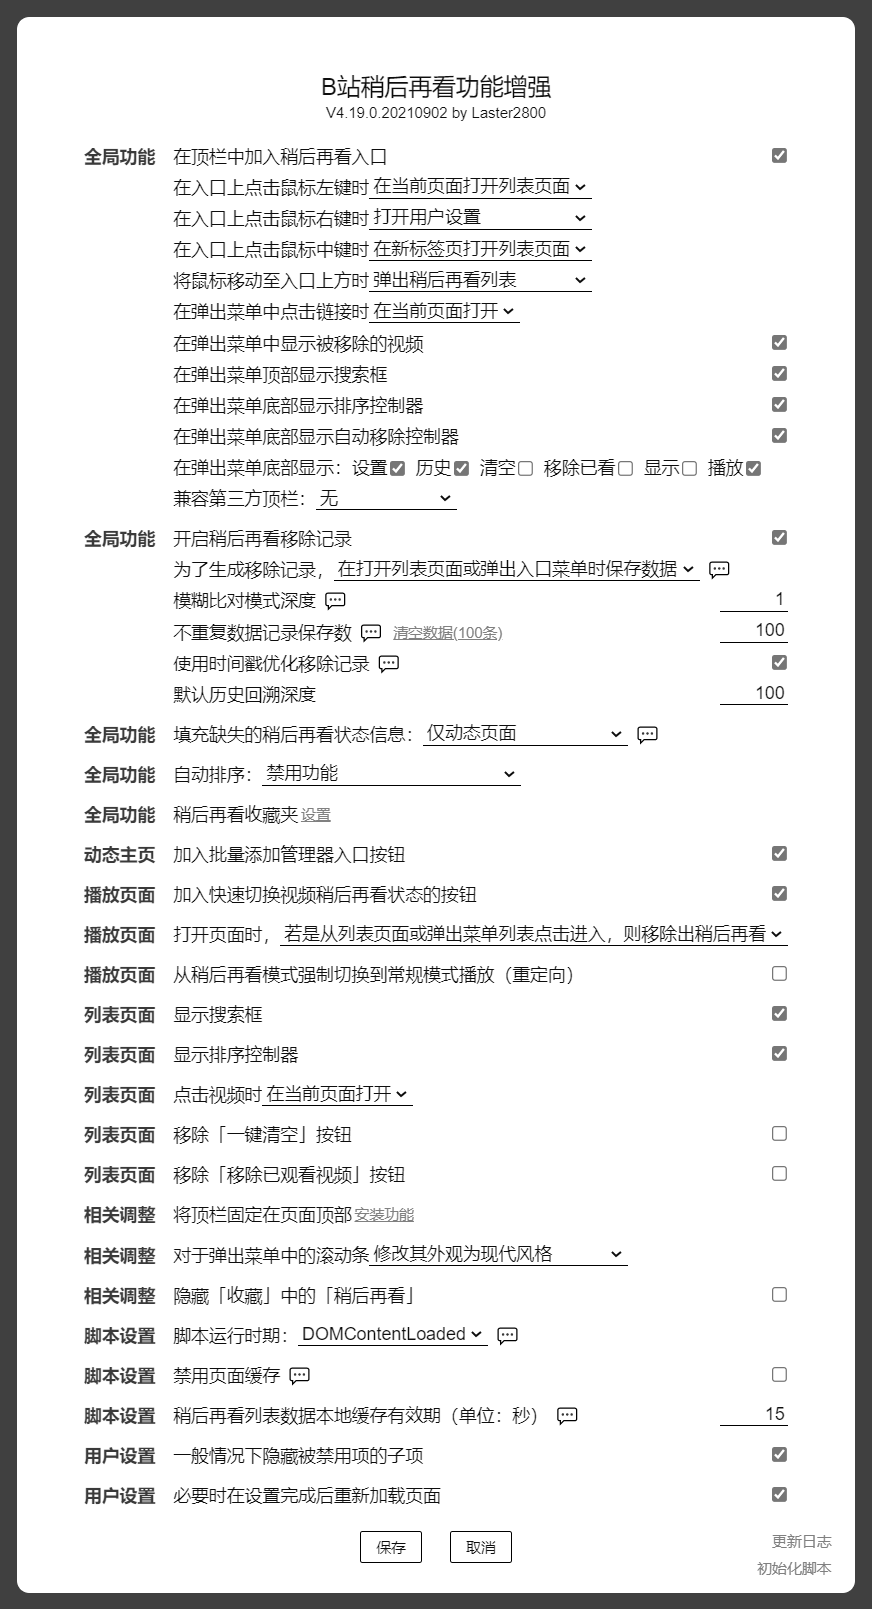 B站稍后再看功能增强
V4.19.0.20210902 by Laster2800
全局功能 在顶栏中加入稍后再看入口
在入口上点击鼠标左键时 在当前页面打开列表页面
在入口上点击鼠标右键时 打开用户设置
在入口上点击鼠标中键时 在新标签页打开列表页面
将鼠标移动至入口上方时 弹出稍后再看列表
在弹出菜单中点击链接时 在当前页面打开
在弹出菜单中显示被移除的视频
在弹出菜单顶部显示搜索框
在弹出菜单底部显示排序控制器
在弹出菜单底部显示自动移除控制器
在弹出菜单底部显示：设置 历史 清空 移除已看 显示 播放
兼容第三方顶栏：无
全局功能 开启稍后再看移除记录
为了生成移除记录，在打开列表页面或弹出入口菜单时保存数据
模糊比对模式深度 1
不重复数据记录保存数 清空数据(100条) 100
使用时间戳优化移除记录
默认历史回溯深度 100
全局功能 填充缺失的稍后再看状态信息：仅动态页面
全局功能 自动排序：禁用功能
全局功能 稍后再看收藏夹 设置
动态主页 加入批量添加管理器入口按钮
播放页面 加入快速切换视频稍后再看状态的按钮
播放页面 打开页面时，若是从列表页面或弹出菜单列表点击进入，则移除出稍后再看
播放页面 从稍后再看模式强制切换到常规模式播放（重定向）
列表页面 显示搜索框
列表页面 显示排序控制器
列表页面 点击视频时 在当前页面打开
列表页面 移除「一键清空」按钮
列表页面 移除「移除已观看视频」按钮
相关调整 将顶栏固定在页面顶部 安装功能
相关调整 对于弹出菜单中的滚动条 修改其外观为现代风格
相关调整 隐藏「收藏」中的「稍后再看」
脚本设置 脚本运行时期：DOMContentLoaded
脚本设置 禁用页面缓存
脚本设置 稍后再看列表数据本地缓存有效期（单位：秒） 15
用户设置 一般情况下隐藏被禁用项的子项
用户设置 必要时在设置完成后重新加载页面
保存 取消
更新日志
初始化脚本